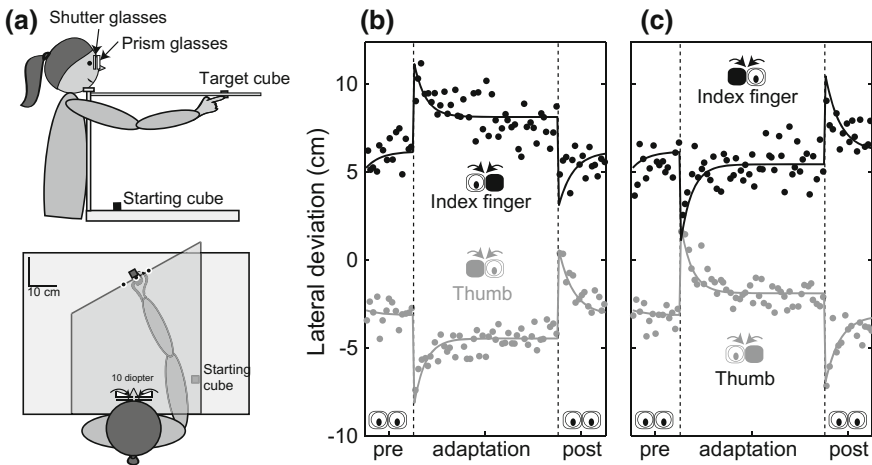 (a)
Shutter glasses
Prism glasses
Target cube
Starting cube
10 cm
10 diopter
Starting
cube
(b)
Lateral deviation (cm)
10
5
0
-5
-10
Index finger
Thumb
pre
adaptation
post
(c)
Index finger
Thumb
pre
adaptation
post